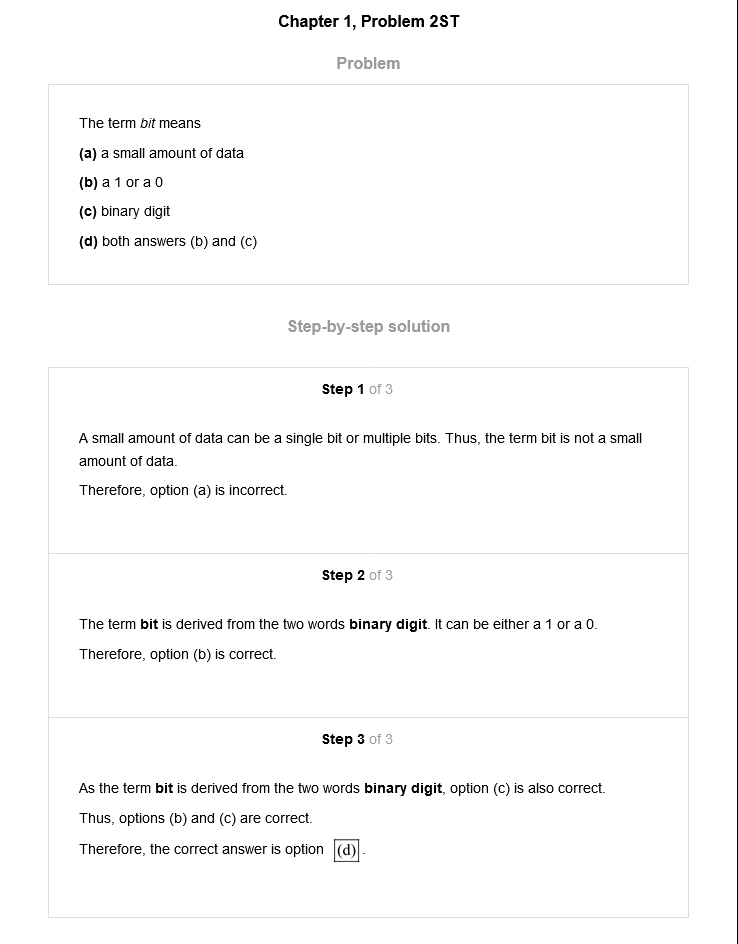 Chapter 1, Problem 2ST
Problem
The term bit means
(a) a small amount of data
(b) a 1 or a 0
(c) binary digit
(d) both answers (b) and (c)
Step-by-step solution
Step 1 of 3
A small amount of data can be a single bit or multiple bits. Thus, the term bit is not a small
amount of data.
Therefore, option (a) is incorrect.
Step 2 of 3
The term bit is derived from the two words binary digit. It can be either a 1 or a 0.
Therefore, option (b) is correct.
Step 3 of 3
As the term bit is derived from the two words binary digit, option (c) is also correct.
Thus, options (b) and (c) are correct.
Therefore, the correct answer is option (d).